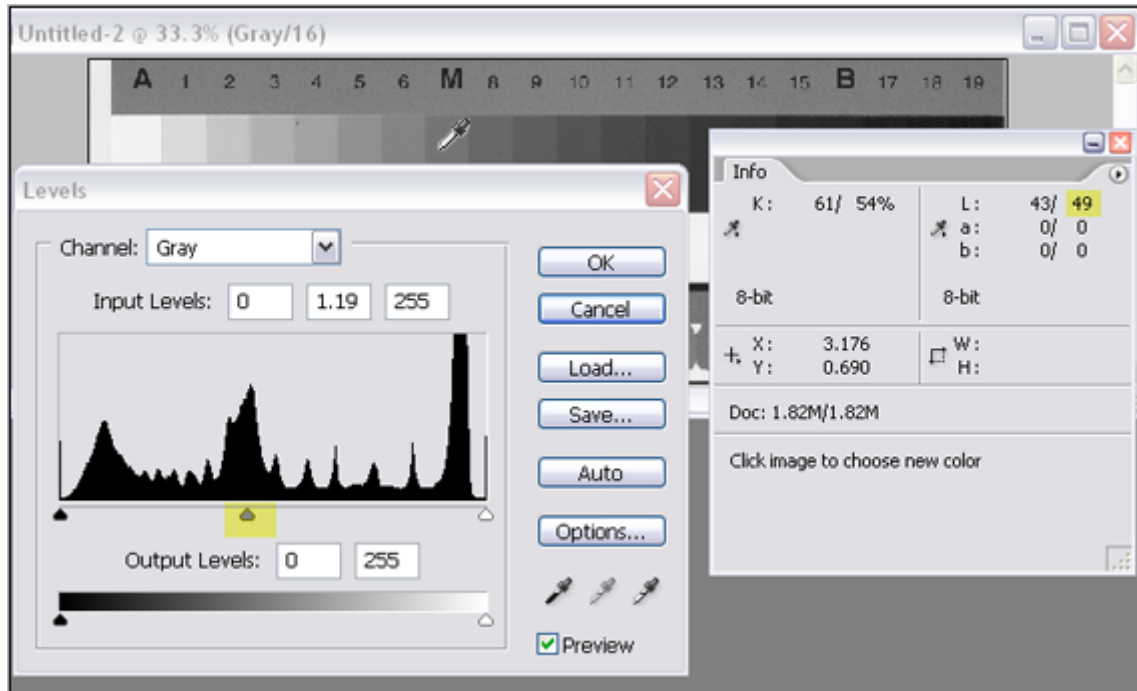 Untitled-2 @ 33.3% (Gray/16)
A 1 2 3 4 5 6 M 8 9 10 11 12 13 14 15 B 17 18 19
Levels
Channel: Gray
Input Levels: 0 1.19 255
Output Levels: 0 255
OK
Cancel
Load...
Save...
Auto
Options...
Preview
Info
K: 61/ 54%
8-bit
L: 43/ 49
a: 0/ 0
b: 0/ 0
8-bit
X: 3.176
Y: 0.690
W:
H:
Doc: 1.82M/1.82M
Click image to choose new color